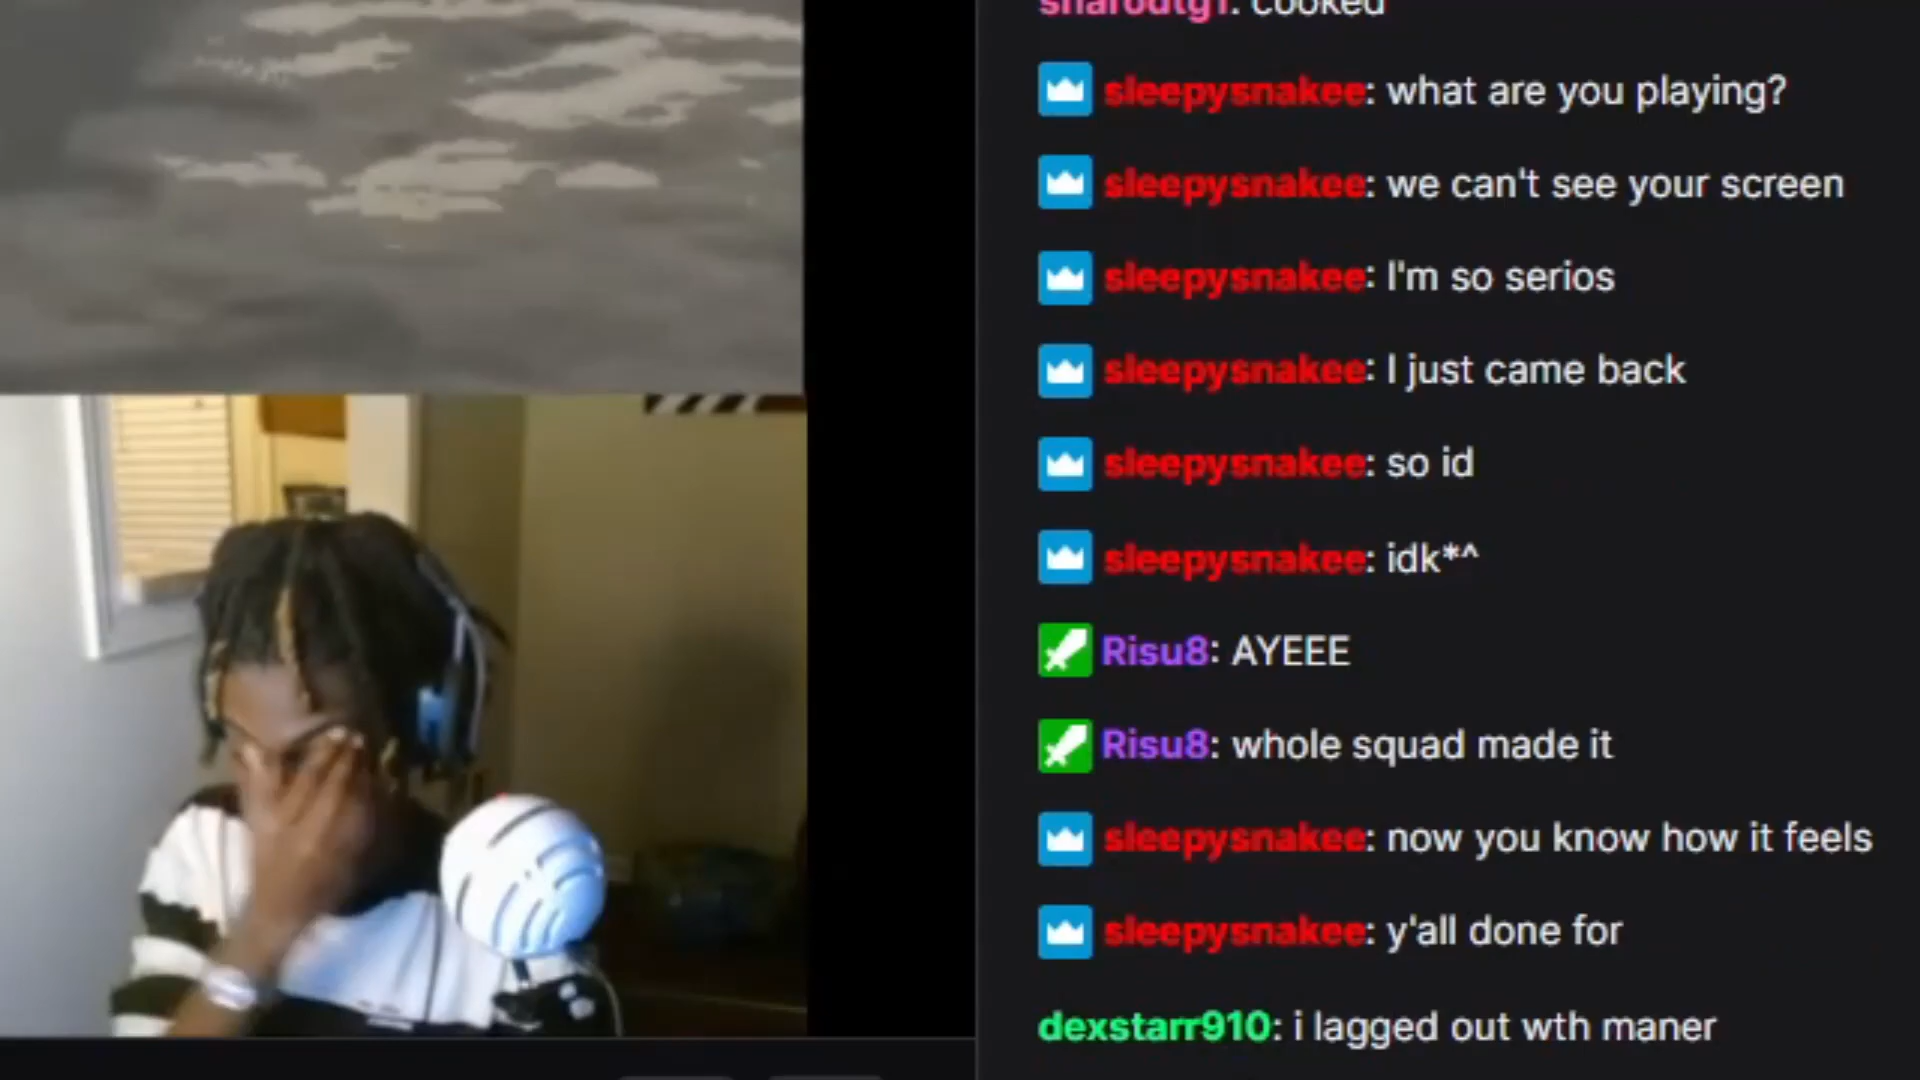 sharodtg1: cooked
sleepysnakee: what are you playing?
sleepysnakee: we can't see your screen
sleepysnakee: I'm so serios
sleepysnakee: I just came back
sleepysnakee: so id
sleepysnakee: idk*^
Risu8: AYEEE
Risu8: whole squad made it
sleepysnakee: now you know how it feels
sleepysnakee: y'all done for
dexstarr910: i lagged out wth maner